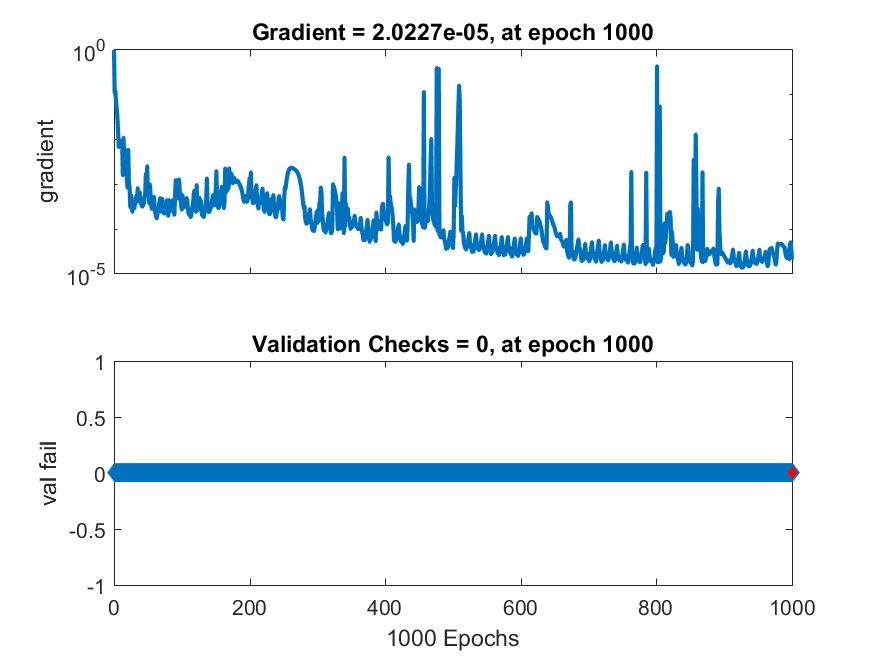 Gradient = 2.0227e-05, at epoch 1000
10^0
gradient
10^-5
Validation Checks = 0, at epoch 1000
1
0.5
0
-0.5
-1
val fail
0 200 400 600 800 1000
1000 Epochs